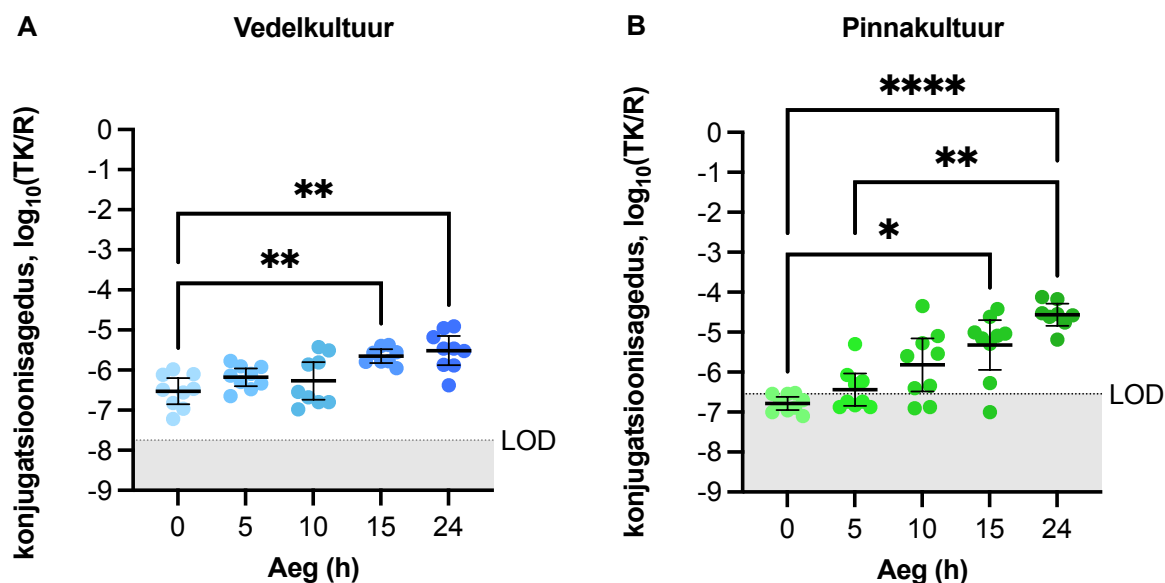 A
Vedelkultuur
konjugatsioonisagedus, log₁₀(TK/R)
0
-1
-2
-3
-4
-5
-6
-7
-8
-9
**
**
LOD
0 5 10 15 24
Aeg (h)
B
Pinnakultuur
konjugatsioonisagedus, log₁₀(TK/R)
0
-1
-2
-3
-4
-5
-6
-7
-8
-9
****
**
*
LOD
0 5 10 15 24
Aeg (h)